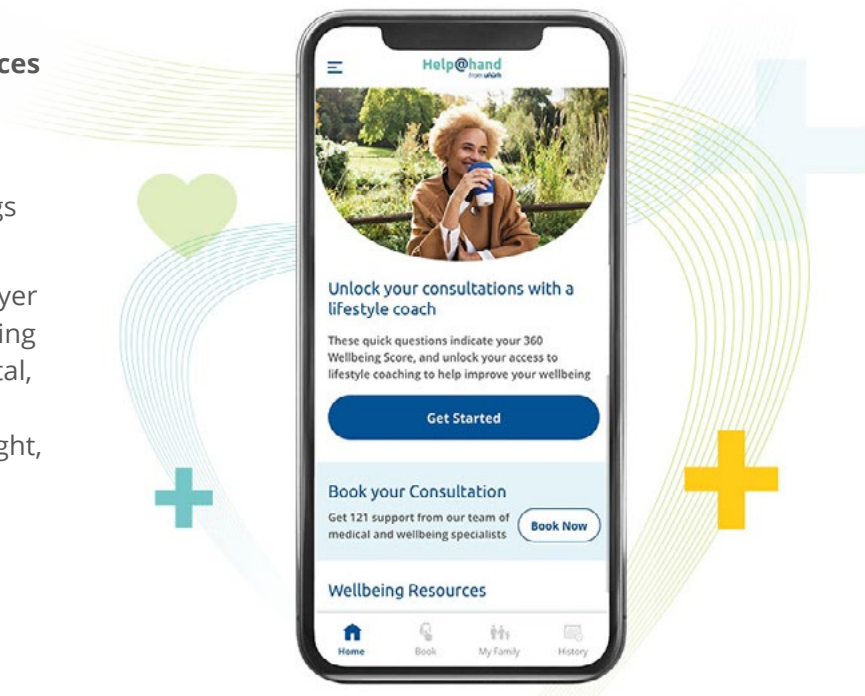 ces
gs
yer
ing
tal,
ght,
Help@hand
from unum
Unlock your consultations with a
lifestyle coach
These quick questions indicate your 360
Wellbeing Score, and unlock your access to
lifestyle coaching to help improve your wellbeing
Get Started
Book your Consultation
Get 121 support from our team of
medical and wellbeing specialists
Book Now
Wellbeing Resources
Home
Book
My Family
History